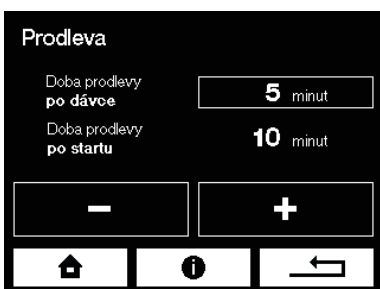 Prodleva
Doba prodlevy
po dávce
5 minut
Doba prodlevy
po startu
10 minut
− +